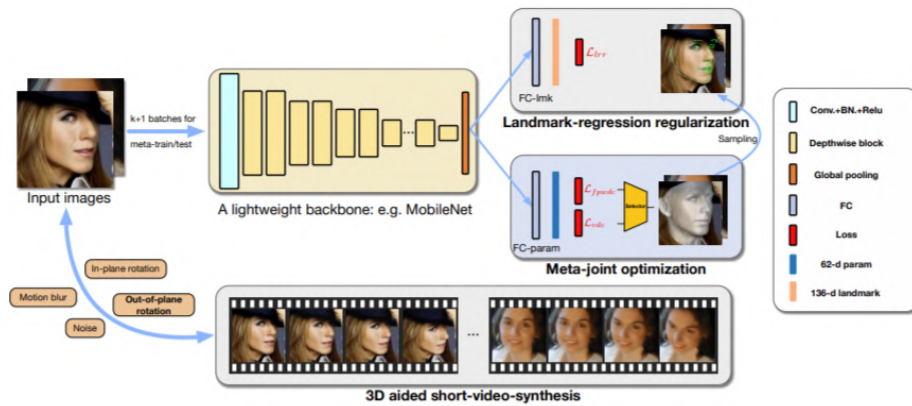 k+1 batches for
meta-train/test
Input images
A lightweight backbone: e.g. MobileNet
FC-lmk
Landmark-regression regularization
Sampling
FC-param
Selector
Meta-joint optimization
In-plane rotation
Motion blur
Out-of-plane
rotation
Noise
...
3D aided short-video-synthesis
Conv.+BN.+Relu
Depthwise block
Global pooling
FC
Loss
62-d param
136-d landmark